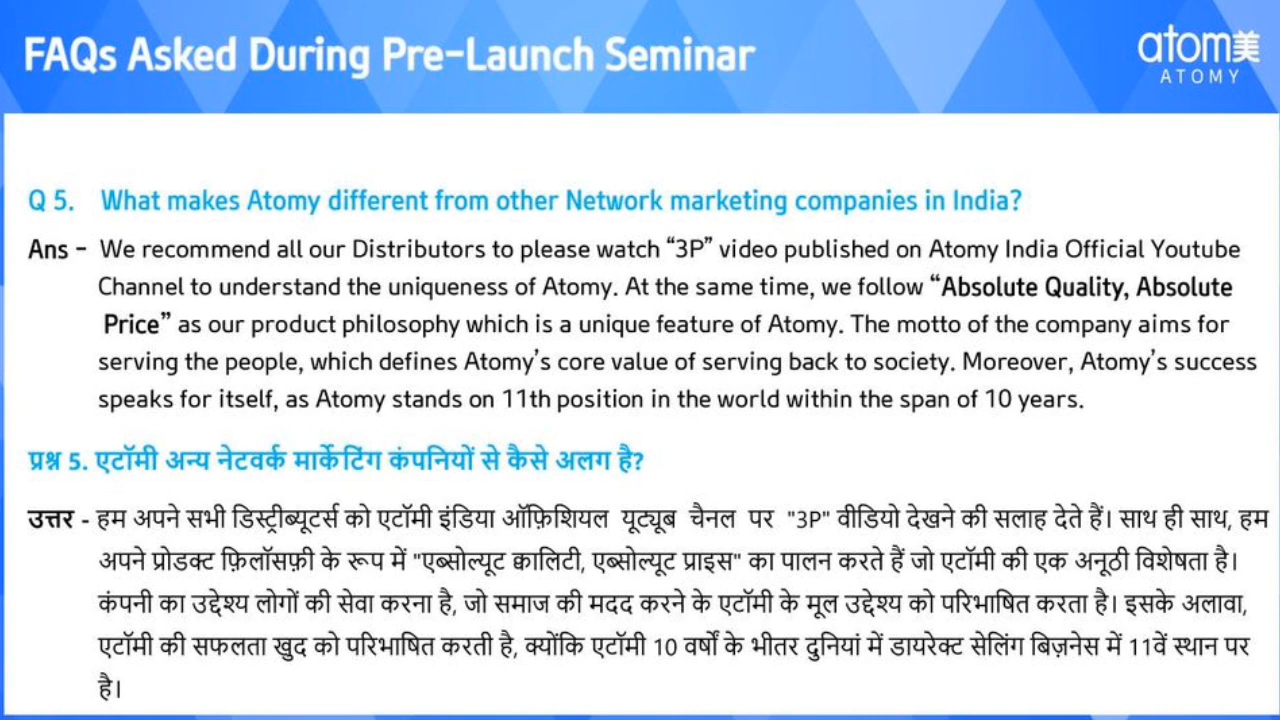 FAQs Asked During Pre-Launch Seminar
atom美
ATOMY
Q 5. What makes Atomy different from other Network marketing companies in India?
Ans - We recommend all our Distributors to please watch “3P” video published on Atomy India Official Youtube
Channel to understand the uniqueness of Atomy. At the same time, we follow “Absolute Quality, Absolute
Price” as our product philosophy which is a unique feature of Atomy. The motto of the company aims for
serving the people, which defines Atomy’s core value of serving back to society. Moreover, Atomy’s success
speaks for itself, as Atomy stands on 11th position in the world within the span of 10 years.
प्रश्न 5. एटॉमी अन्य नेटवर्क मार्केटिंग कंपनियों से कैसे अलग है?
उत्तर - हम अपने सभी डिस्ट्रीब्यूटर्स को एटॉमी इंडिया ऑफ़िशियल यूट्यूब चैनल पर "3P" वीडियो देखने की सलाह देते हैं। साथ ही साथ, हम
अपने प्रोडक्ट फ़िलॉसफ़ी के रूप में "एब्सोल्यूट क्वालिटी, एब्सोल्यूट प्राइस" का पालन करते हैं जो एटॉमी की एक अनूठी विशेषता है।
कंपनी का उद्देश्य लोगों की सेवा करना है, जो समाज की मदद करने के एटॉमी के मूल उद्देश्य को परिभाषित करता है। इसके अलावा,
एटॉमी की सफलता खुद को परिभाषित करती है, क्योंकि एटॉमी 10 वर्षों के भीतर दुनियां में डायरेक्ट सेलिंग बिज़नेस में 11वें स्थान पर
है।